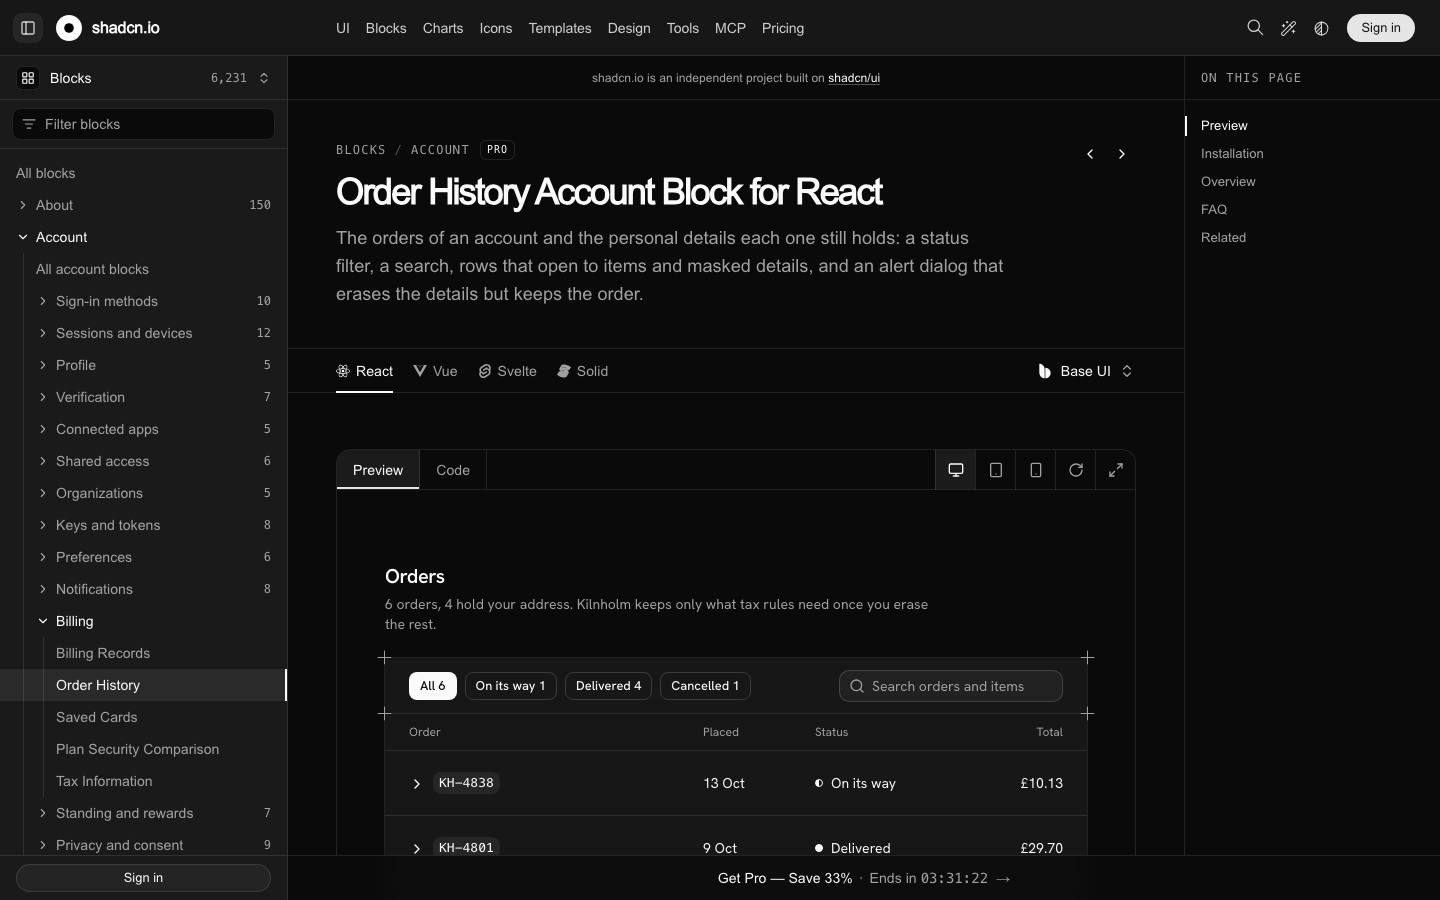 shadcn.io
UI Blocks Charts Icons Templates Design Tools MCP Pricing
Sign in
Blocks 6,231
Filter blocks
All blocks
About 150
Account
All account blocks
Sign-in methods 10
Sessions and devices 12
Profile 5
Verification 7
Connected apps 5
Shared access 6
Organizations 5
Keys and tokens 8
Preferences 6
Notifications 8
Billing
Billing Records
Order History
Saved Cards
Plan Security Comparison
Tax Information
Standing and rewards 7
Privacy and consent 9
Sign in
shadcn.io is an independent project built on shadcn/ui
BLOCKS / ACCOUNT PRO
Order History Account Block for React
The orders of an account and the personal details each one still holds: a status
filter, a search, rows that open to items and masked details, and an alert dialog that
erases the details but keeps the order.
React Vue Svelte Solid Base UI
Preview Code
Orders
6 orders, 4 hold your address. Kilnholm keeps only what tax rules need once you erase
the rest.
All 6 On its way 1 Delivered 4 Cancelled 1 Search orders and items
Order Placed Status Total
KH-4838 13 Oct On its way £10.13
KH-4801 9 Oct Delivered £29.70
Get Pro — Save 33% · Ends in 03:31:22 →
ON THIS PAGE
Preview
Installation
Overview
FAQ
Related